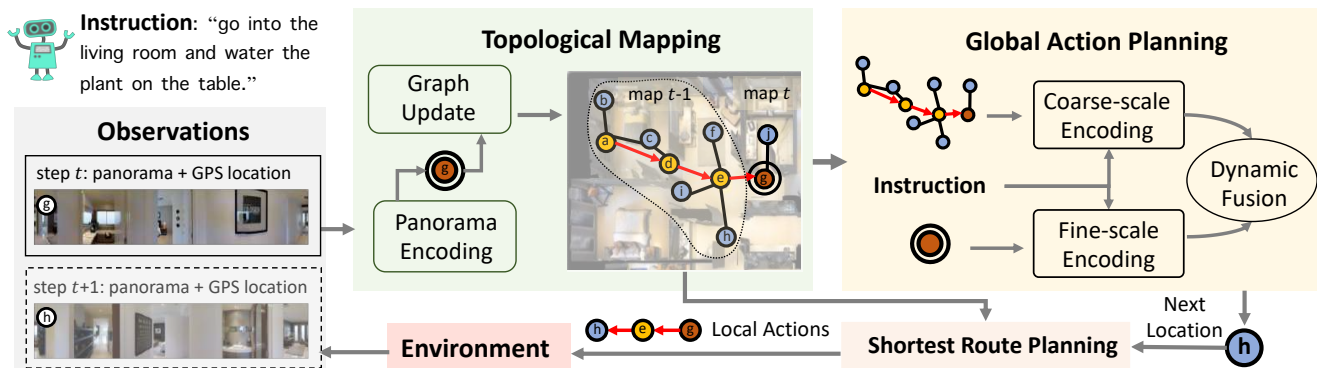 Instruction: “go into the
living room and water the
plant on the table.”
Observations
step t: panorama + GPS location
g
step t+1: panorama + GPS location
h
Topological Mapping
Graph
Update
g
Panorama
Encoding
map t-1
map t
b
a
c
d
f
e
i
h
j
g
Global Action Planning
Coarse-scale
Encoding
Instruction
Fine-scale
Encoding
Dynamic
Fusion
Next
Location
h
Shortest Route Planning
h
e
g
Local Actions
Environment